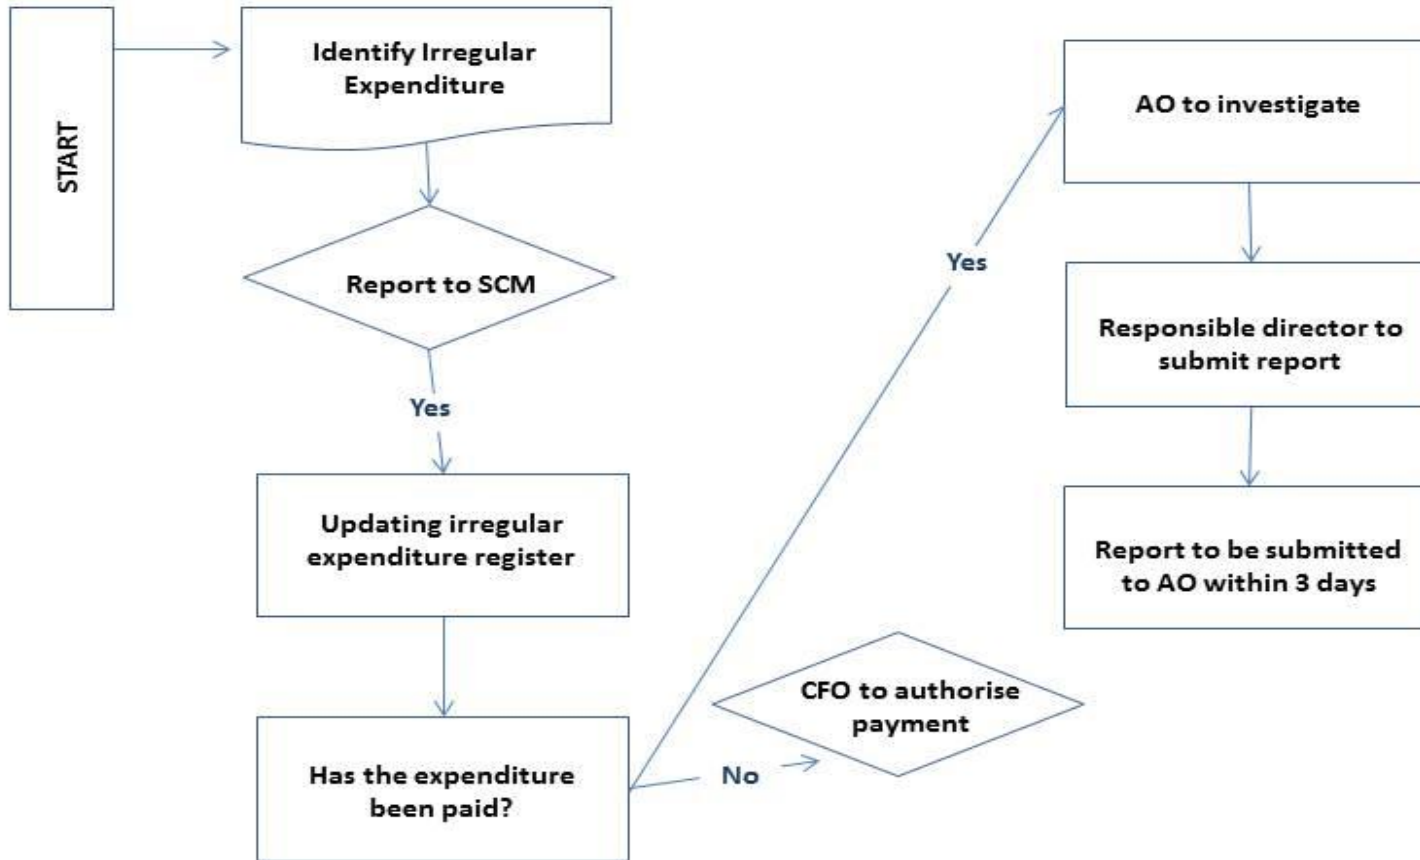 START
Identify Irregular
Expenditure
Report to SCM
Yes
Updating irregular
expenditure register
Has the expenditure
been paid?
No
CFO to authorise
payment
Yes
AO to investigate
Responsible director to
submit report
Report to be submitted
to AO within 3 days